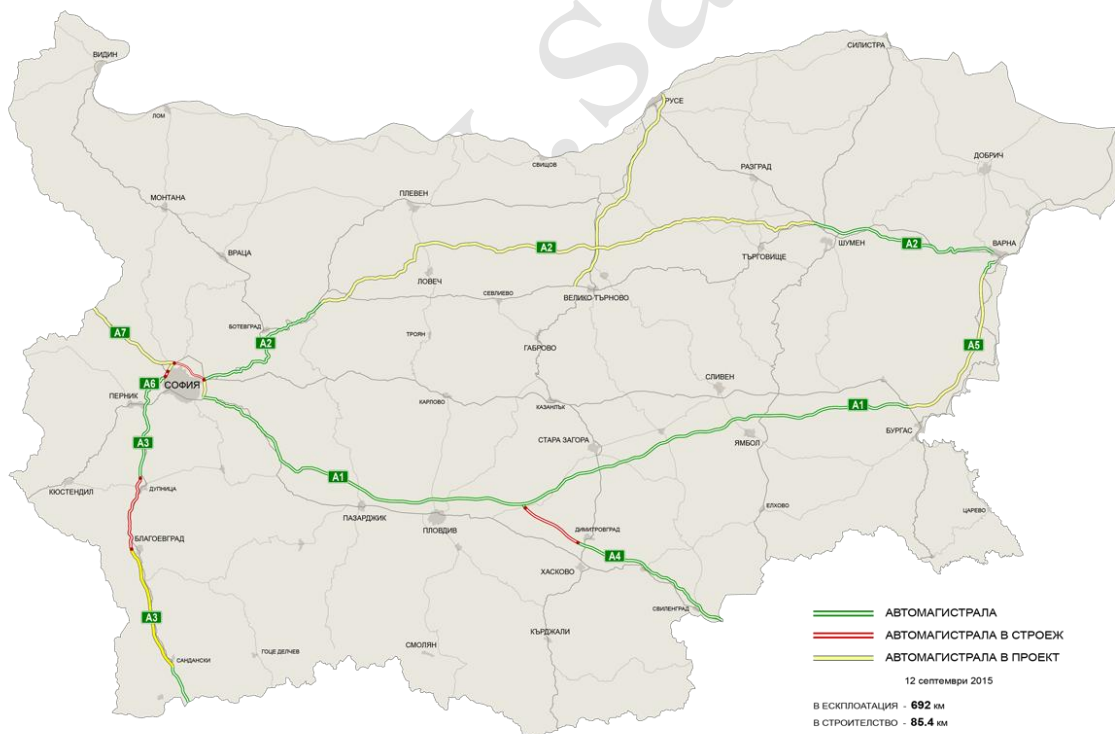 ВИДИН
СИЛИСТРА
ЛОМ
РУСЕ
СВИЩОВ
ДОБРИЧ
РАЗГРАД
МОНТАНА
ПЛЕВЕН
ВРАЦА
A2
A2
ШУМЕН
ВАРНА
ТЪРГОВИЩЕ
ЛОВЕЧ
СЕВЛИЕВО
ВЕЛИКО ТЪРНОВО
A7
БОТЕВГРАД
A2
ТРОЯН
ГАБРОВО
A5
A6
СОФИЯ
СЛИВЕН
ПЕРНИК
КАРЛОВО
КАЗАНЛЪК
A1
БУРГАС
A3
СТАРА ЗАГОРА
ЯМБОЛ
A1
КЮСТЕНДИЛ
ДУПНИЦА
ПАЗАРДЖИК
ПЛОВДИВ
ЕЛХОВО
ЦАРЕВО
ДИМИТРОВГРАД
БЛАГОЕВГРАД
A4
ХАСКОВО
СВИЛЕНГРАД
A3
КЪРДЖАЛИ
СМОЛЯН
ГОЦЕ ДЕЛЧЕВ
САНДАНСКИ
АВТОМАГИСТРАЛА
АВТОМАГИСТРАЛА В СТРОЕЖ
АВТОМАГИСТРАЛА В ПРОЕКТ
12 септември 2015
В ЕСКПЛОАТАЦИЯ - 692 км
В СТРОИТЕЛСТВО - 85.4 км